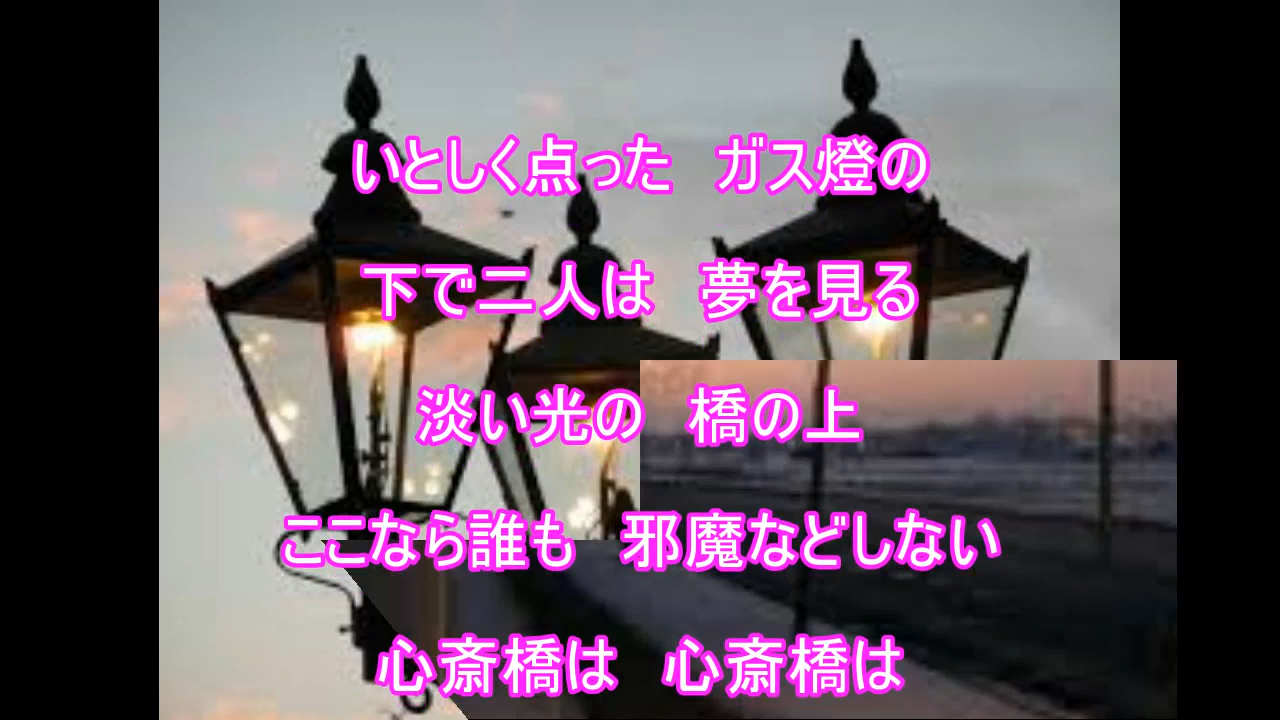 いとしく点った　ガス燈の
下で二人は　夢を見る
淡い光の　橋の上
ここなら誰も　邪魔などしない
心斎橋は　心斎橋は